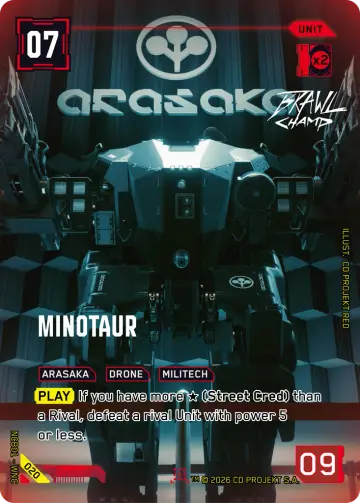 07
UNIT
x2
ARASAKA
BRAWL
CHAMP
ILLUST. CD PROJEKT RED
MINOTAUR
ARASAKA DRONE MILITECH
PLAY If you have more ★ (Street Cred) than
a Rival, defeat a rival Unit with power 5
or less.
020
™ © 2026 CD PROJEKT S.A.
09